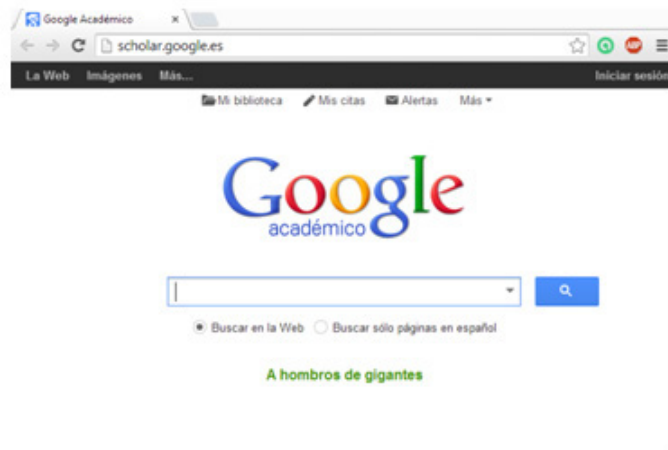 Google Académico
scholar.google.es
ABP
La Web Imágenes Más... Iniciar sesión
Mi biblioteca Mis citas Alertas Más
Google
académico
Buscar en la Web Buscar sólo páginas en español
A hombros de gigantes